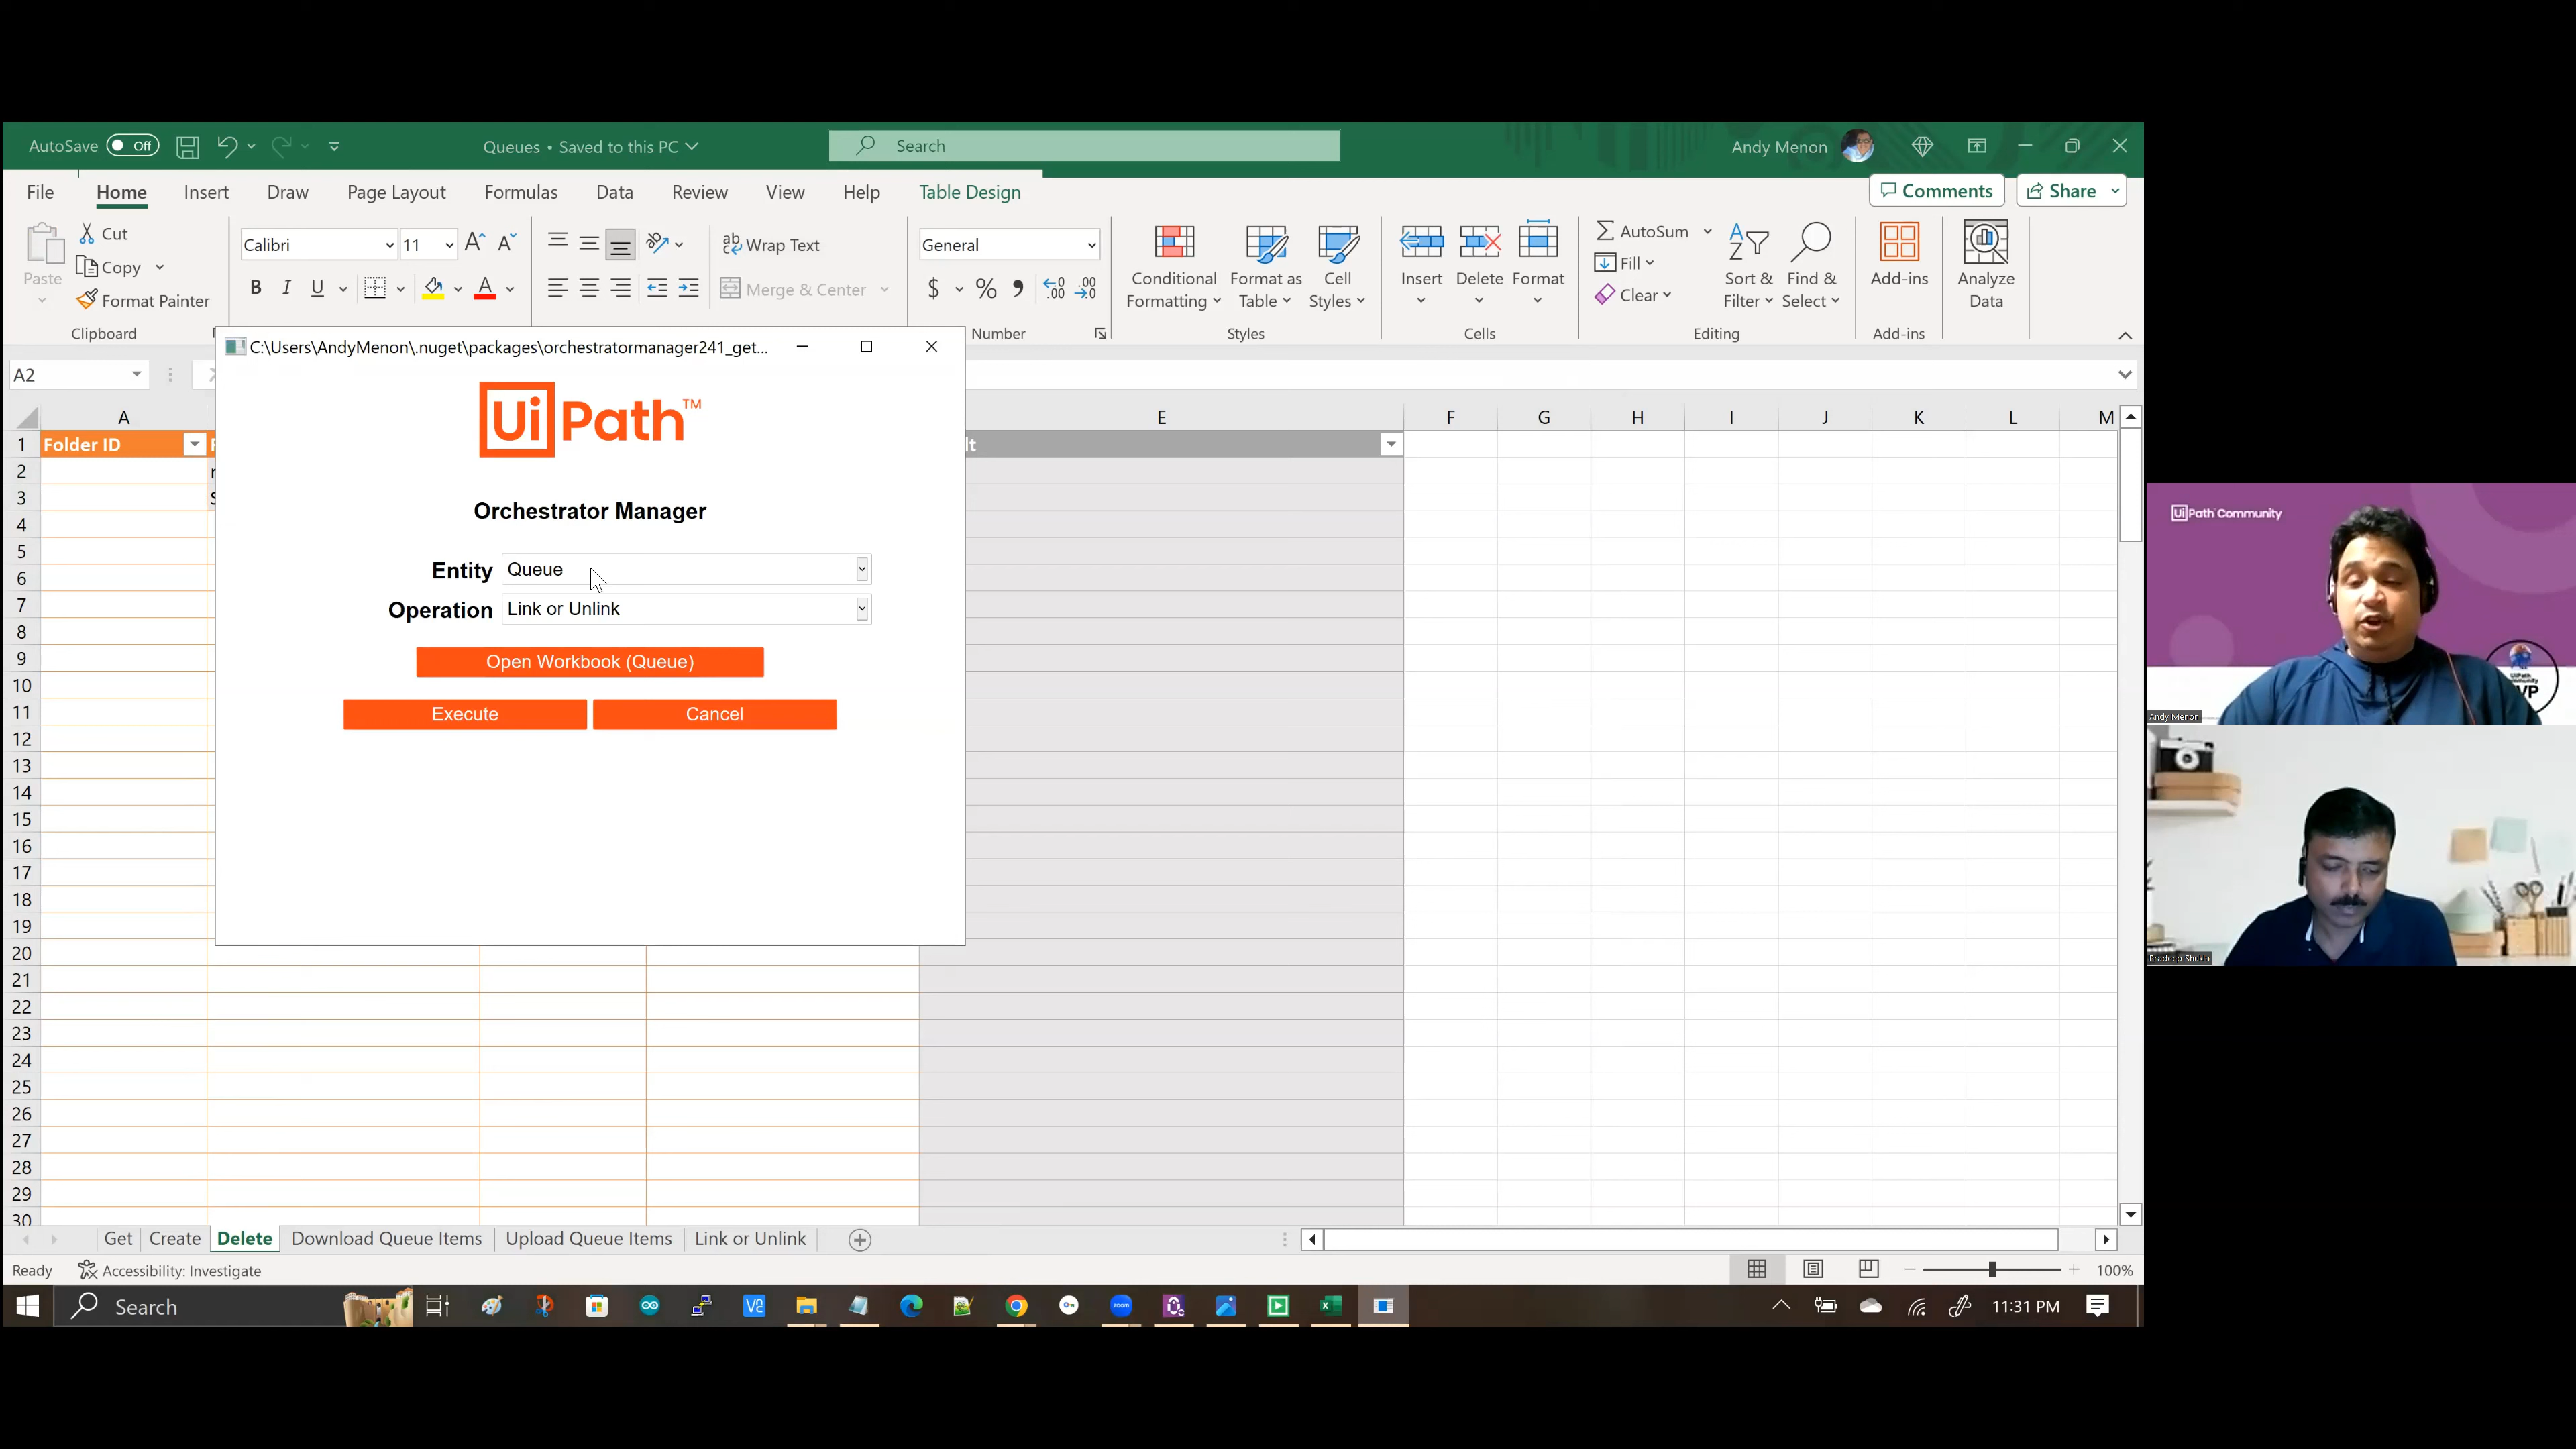 AutoSave Off
Queues • Saved to this PC
Search
Andy Menon
File Home Insert Draw Page Layout Formulas Data Review View Help Table Design
Comments Share
Paste
Cut
Copy
Format Painter
Clipboard
Calibri 11
B I U
Wrap Text
Merge & Center
General
Number
Conditional Formatting
Format as Table
Cell Styles
Styles
Insert
Delete
Format
Cells
AutoSum
Fill
Clear
Sort & Filter
Find & Select
Editing
Add-ins
Add-ins
Analyze Data
A2
C:\Users\AndyMenon\.nuget\packages\orchestratormanager241_get...
UiPath™
Orchestrator Manager
Entity Queue
Operation Link or Unlink
Open Workbook (Queue)
Execute Cancel
A E F G H I J K L M
1 Folder ID lt
2
3
4
5
6
7
8
9
10
11
12
13
14
15
16
17
18
19
20
21
22
23
24
25
26
27
28
29
30
Get Create Delete Download Queue Items Upload Queue Items Link or Unlink
Ready Accessibility: Investigate
100%
Search
zoom
11:31 PM
UiPath Community
UiPath Community
VP
Andy Menon
Pradeep Shukla